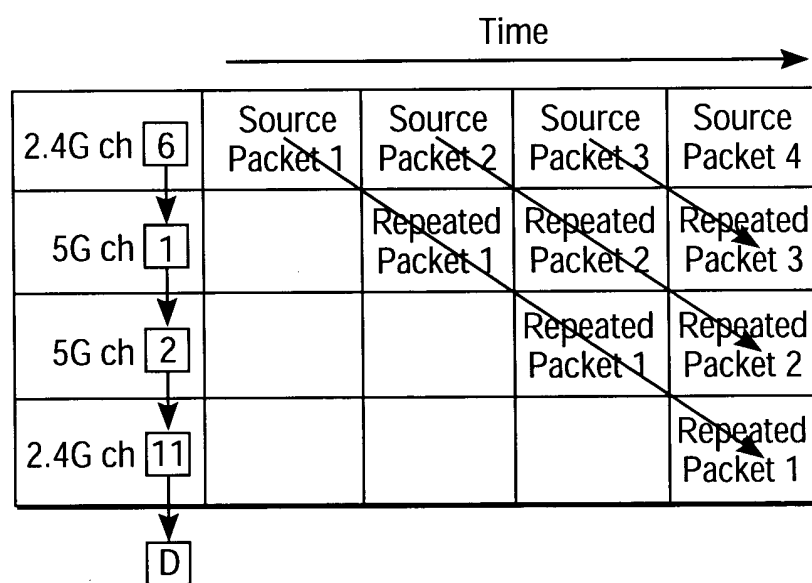 Time
2.4G ch 6
Source Packet 1
Source Packet 2
Source Packet 3
Source Packet 4
5G ch 1
Repeated Packet 1
Repeated Packet 2
Repeated Packet 3
5G ch 2
Repeated Packet 1
Repeated Packet 2
2.4G ch 11
Repeated Packet 1
D